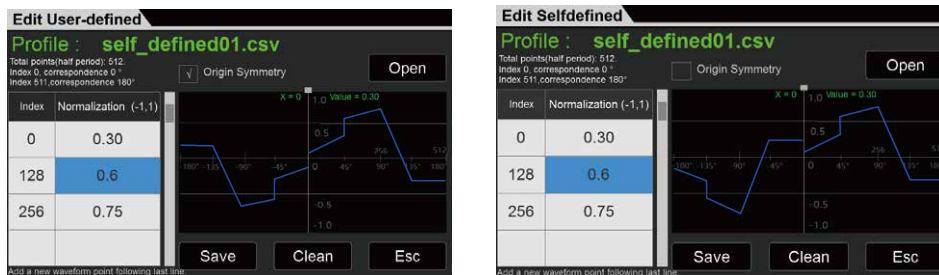 Edit User-defined
Profile : self_defined01.csv
Total points(half period): 512.
Index 0, correspondence 0 °
Index 511,correspondence 180°
√ Origin Symmetry
Open
Index Normalization (-1,1)
0 0.30
128 0.6
256 0.75
X = 0 1.0 Value = 0.30
0.5
256 512
-180° -135° -90° -45° 0 45° 90° 135°
-0.5
-1.0
Save Clean Esc
Add a new waveform point following last line.
Edit Selfdefined
Profile : self_defined01.csv
Total points(half period): 512.
Index 0, correspondence 0 °
Index 511,correspondence 180°
Origin Symmetry
Open
Index Normalization (-1,1)
0 0.30
128 0.6
256 0.75
X = 0 1.0 Value = 0.30
0.5
256 51
-180° -135° 90° -45° 0 45° 90° 135° 18
-0.5
-1.0
Save Clean Esc
Add a new waveform point following last line.